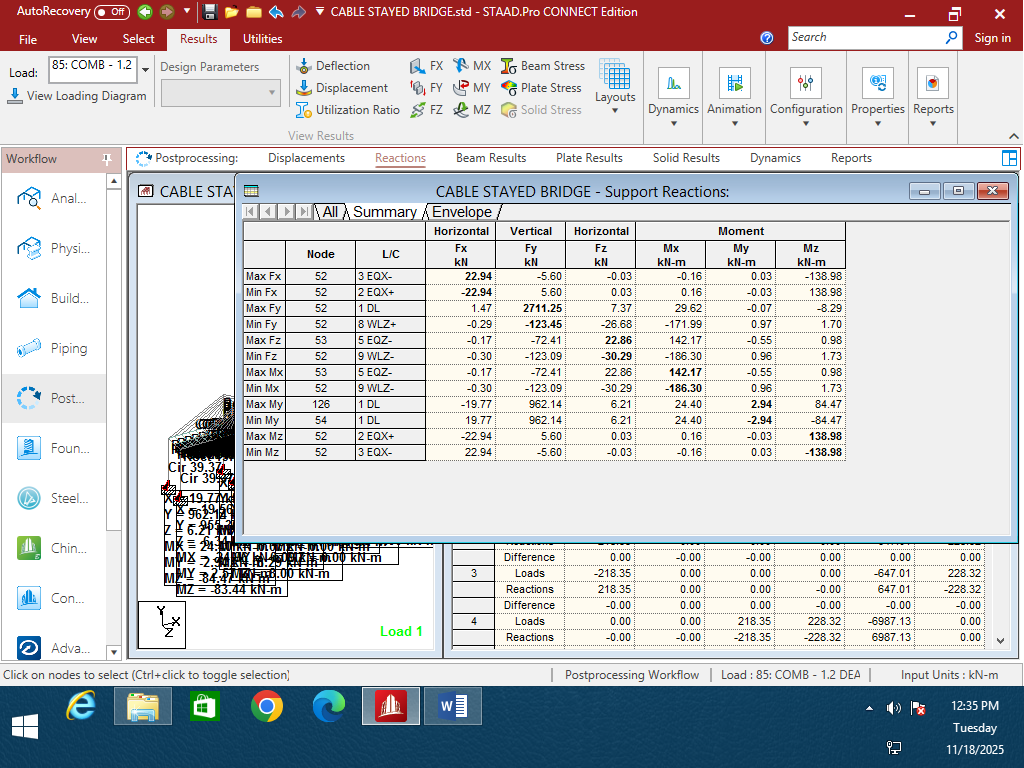 AutoRecovery Off CABLE STAYED BRIDGE.std - STAAD.Pro CONNECT Edition
File View Select Results Utilities Search Sign in
Load: 85: COMB - 1.2 Design Parameters
View Loading Diagram
Deflection FX MX Beam Stress
Displacement FY MY Plate Stress
Utilization Ratio FZ MZ Solid Stress
View Results
Layouts Dynamics Animation Configuration Properties Reports
Workflow
Postprocessing: Displacements Reactions Beam Results Plate Results Solid Results Dynamics Reports
Anal...
Physi...
Build...
Piping
Post...
Foun...
Steel...
Chin...
Con...
Adva...
CABLE STA
CABLE STAYED BRIDGE - Support Reactions:
All Summary Envelope
Horizontal Vertical Horizontal Moment
Node L/C Fx kN Fy kN Fz kN Mx kN-m My kN-m Mz kN-m
Max Fx 52 3 EQX- 22.94 -5.60 -0.03 -0.16 0.03 -138.98
Min Fx 52 2 EQX+ -22.94 5.60 0.03 0.16 -0.03 138.98
Max Fy 52 1 DL 1.47 2711.25 7.37 29.62 -0.07 -8.29
Min Fy 52 8 WLZ+ -0.29 -123.45 -26.68 -171.99 0.97 1.70
Max Fz 53 5 EQZ- -0.17 -72.41 22.86 142.17 -0.55 0.98
Min Fz 52 9 WLZ- -0.30 -123.09 -30.29 -186.30 0.96 1.73
Max Mx 53 5 EQZ- -0.17 -72.41 22.86 142.17 -0.55 0.98
Min Mx 52 9 WLZ- -0.30 -123.09 -30.29 -186.30 0.96 1.73
Max My 126 1 DL -19.77 962.14 6.21 24.40 2.94 84.47
Min My 54 1 DL 19.77 962.14 6.21 24.40 -2.94 -84.47
Max Mz 52 2 EQX+ -22.94 5.60 0.03 0.16 -0.03 138.98
Min Mz 52 3 EQX- 22.94 -5.60 -0.03 -0.16 0.03 -138.98
Cir 39.37
Cir 39.
MZ = -83.44 kN-m
Y
X
Z
Load 1
Difference 0.00 -0.00 -0.00 0.00 -0.00 0.00
3 Loads -218.35 0.00 0.00 0.00 -647.01 228.32
Reactions 218.35 0.00 0.00 -0.00 647.01 -228.32
Difference -0.00 0.00 0.00 -0.00 -0.00 -0.00
4 Loads 0.00 0.00 218.35 228.32 -6987.13 0.00
Reactions -0.00 -0.00 -218.35 -228.32 6987.13 0.00
Click on nodes to select (Ctrl+click to toggle selection) Postprocessing Workflow Load : 85: COMB - 1.2 DEA Input Units : kN-m
12:35 PM
Tuesday
11/18/2025